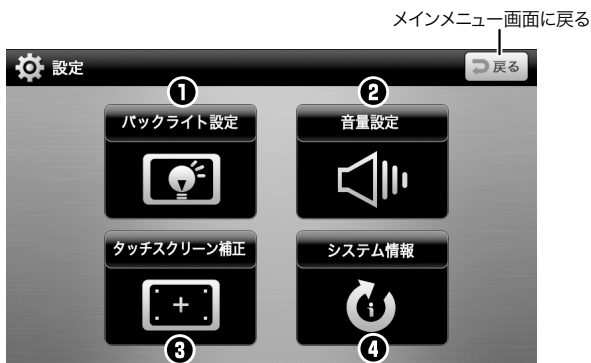 メインメニュー画面に戻る
設定
戻る
❶
❷
バックライト設定
音量設定
タッチスクリーン補正
システム情報
❸
❹